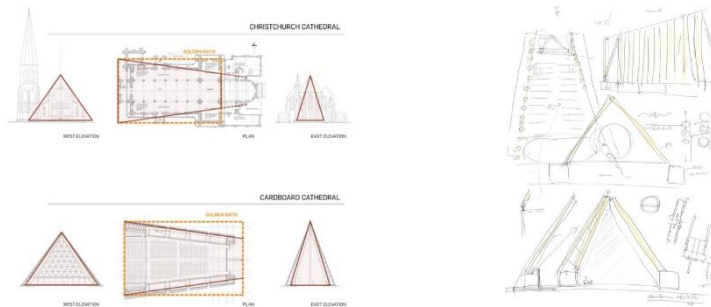 CHRISTCHURCH CATHEDRAL
GOLDEN RATIO
WEST ELEVATION
PLAN
EAST ELEVATION
CARDBOARD CATHEDRAL
GOLDEN RATIO
WEST ELEVATION
PLAN
EAST ELEVATION